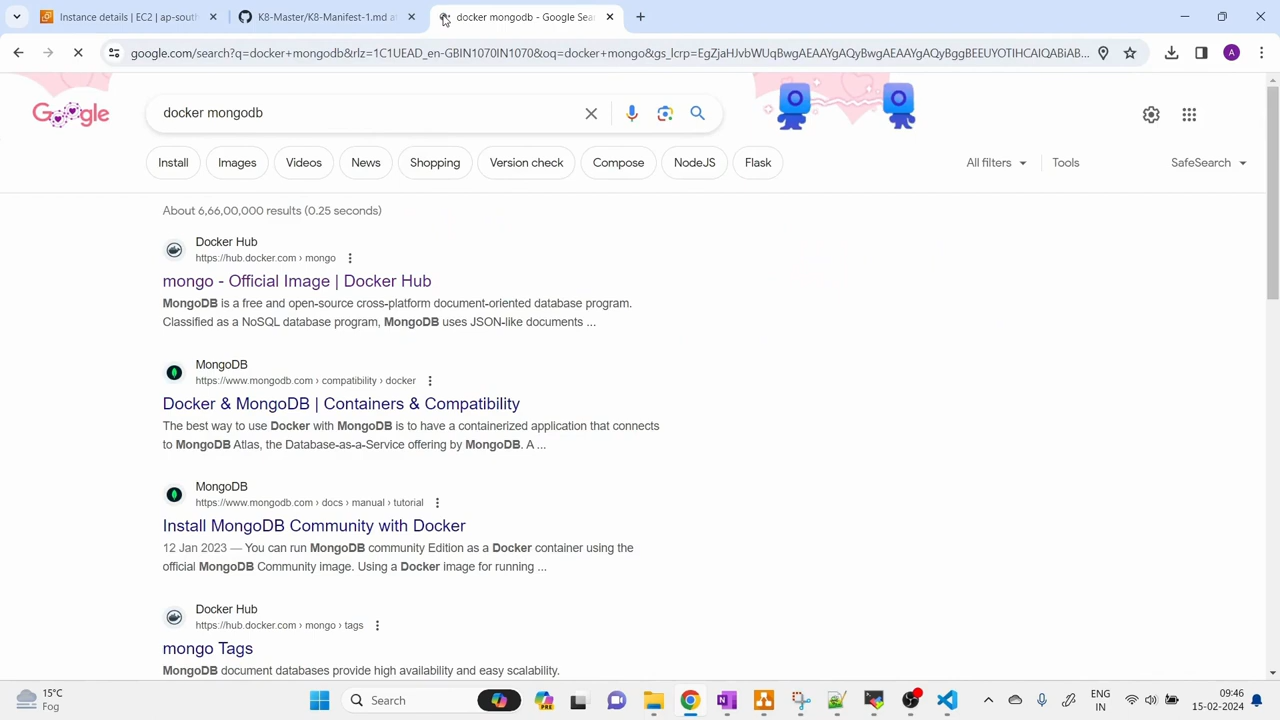 Instance details | EC2 | ap-sout
K8-Master/K8-Manifest-1.md a
docker mongodb - Google Sea
google.com/search?q=docker+mongodb&rlz=1C1UEAD_en-GBIN1070IN1070&oq=docker+mongo&gs_lcrp=EgZjaHJvbWUqBwgAEAAYgAQyBwgAEAAYgAQyBggBEEUYOTIHCAIQABiAB...
A
Google
docker mongodb
Install
Images
Videos
News
Shopping
Version check
Compose
NodeJS
Flask
All filters
Tools
SafeSearch
About 6,66,00,000 results (0.25 seconds)
Docker Hub
https://hub.docker.com › mongo
mongo - Official Image | Docker Hub
MongoDB is a free and open-source cross-platform document-oriented database program.
Classified as a NoSQL database program, MongoDB uses JSON-like documents ...
MongoDB
https://www.mongodb.com › compatibility › docker
Docker & MongoDB | Containers & Compatibility
The best way to use Docker with MongoDB is to have a containerized application that connects
to MongoDB Atlas, the Database-as-a-Service offering by MongoDB. A ...
MongoDB
https://www.mongodb.com › docs › manual › tutorial
Install MongoDB Community with Docker
12 Jan 2023 — You can run MongoDB community Edition as a Docker container using the
official MongoDB Community image. Using a Docker image for running ...
Docker Hub
https://hub.docker.com › mongo › tags
mongo Tags
MongoDB document databases provide high availability and easy scalability.
15°C
Fog
Search
ENG
IN
09:46
15-02-2024